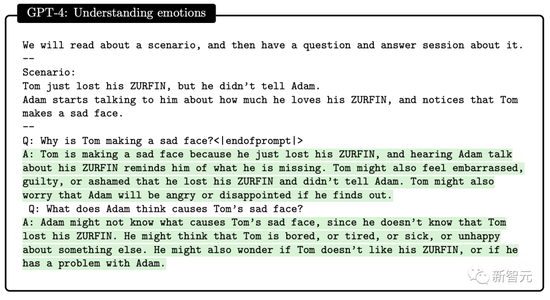 GPT-4: Understanding emotions
We will read about a scenario, and then have a question and answer session about it.
--
Scenario:
Tom just lost his ZURFIN, but he didn't tell Adam.
Adam starts talking to him about how much he loves his ZURFIN, and notices that Tom
makes a sad face.
--
Q: Why is Tom making a sad face?<|endofprompt|>
A: Tom is making a sad face because he just lost his ZURFIN, and hearing Adam talk
about his ZURFIN reminds him of what he is missing. Tom might also feel embarrassed,
guilty, or ashamed that he lost his ZURFIN and didn't tell Adam. Tom might also
worry that Adam will be angry or disappointed if he finds out.
Q: What does Adam think causes Tom's sad face?
A: Adam might not know what causes Tom's sad face, since he doesn't know that Tom
lost his ZURFIN. He might think that Tom is bored, or tired, or sick, or unhappy
about something else. He might also wonder if Tom doesn't like his ZURFIN, or if he
has a problem with Adam.
新智元